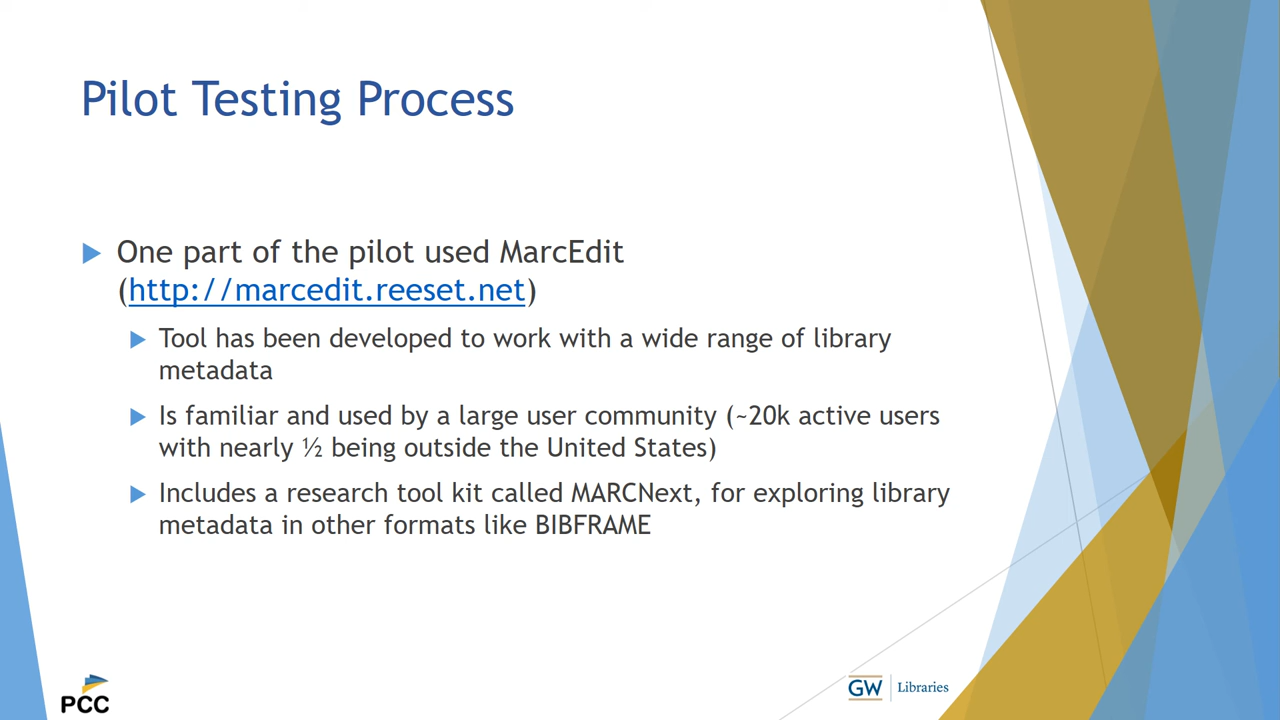 Pilot Testing Process
One part of the pilot used MarcEdit
(http://marcedit.reeset.net)
Tool has been developed to work with a wide range of library
metadata
Is familiar and used by a large user community (~20k active users
with nearly ½ being outside the United States)
Includes a research tool kit called MARCNext, for exploring library
metadata in other formats like BIBFRAME
PCC
GW Libraries